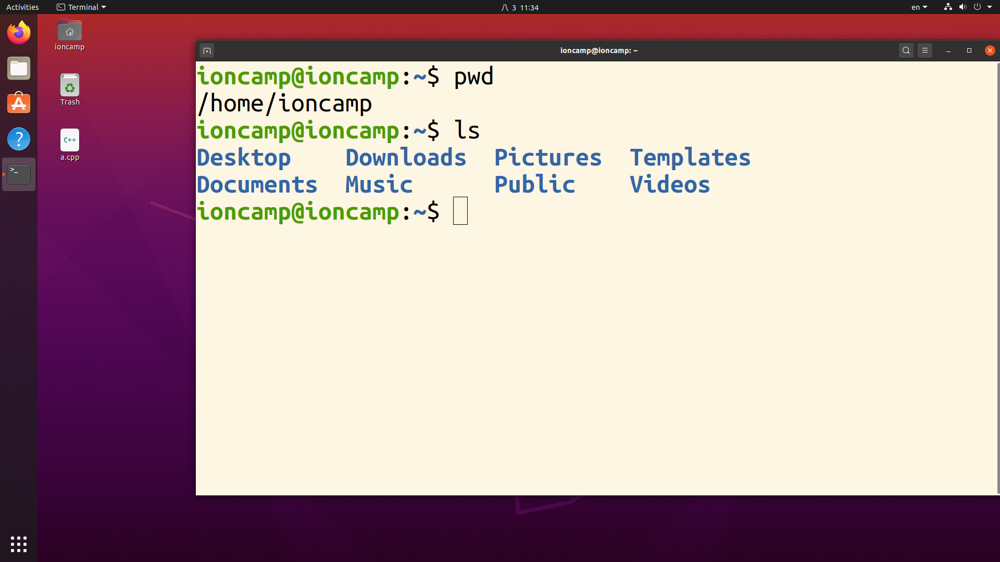 Activities Terminal 八 3 11:34 en
ioncamp
Trash
C++
a.cpp
>_
ioncamp@ioncamp: ~
ioncamp@ioncamp:~$ pwd
/home/ioncamp
ioncamp@ioncamp:~$ ls
Desktop Downloads Pictures Templates
Documents Music Public Videos
ioncamp@ioncamp:~$